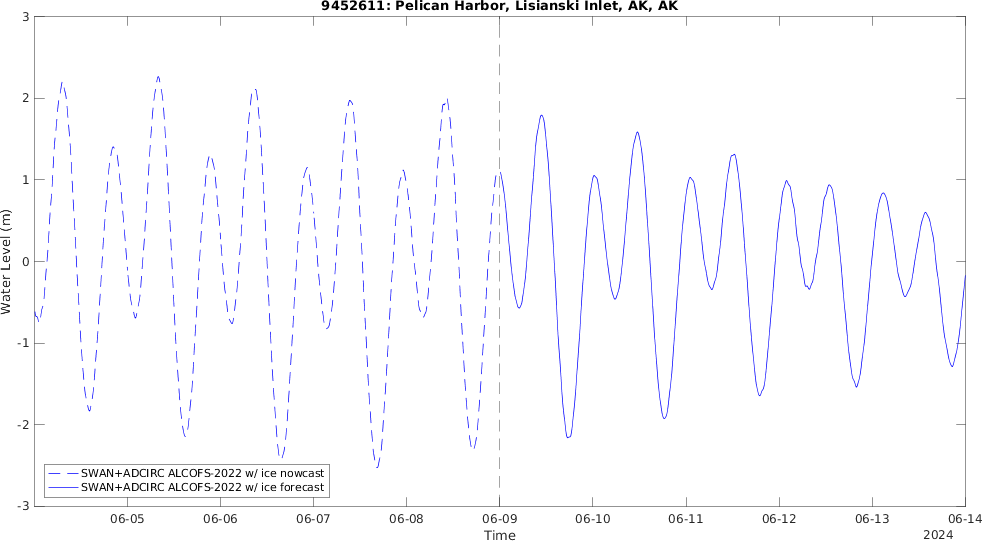 9452611: Pelican Harbor, Lisianski Inlet, AK, AK
3
2
1
0
-1
-2
-3
Water Level (m)
SWAN+ADCIRC ALCOFS-2022 w/ ice nowcast
SWAN+ADCIRC ALCOFS-2022 w/ ice forecast
06-05 06-06 06-07 06-08 06-09 06-10 06-11 06-12 06-13 06-14
Time
2024